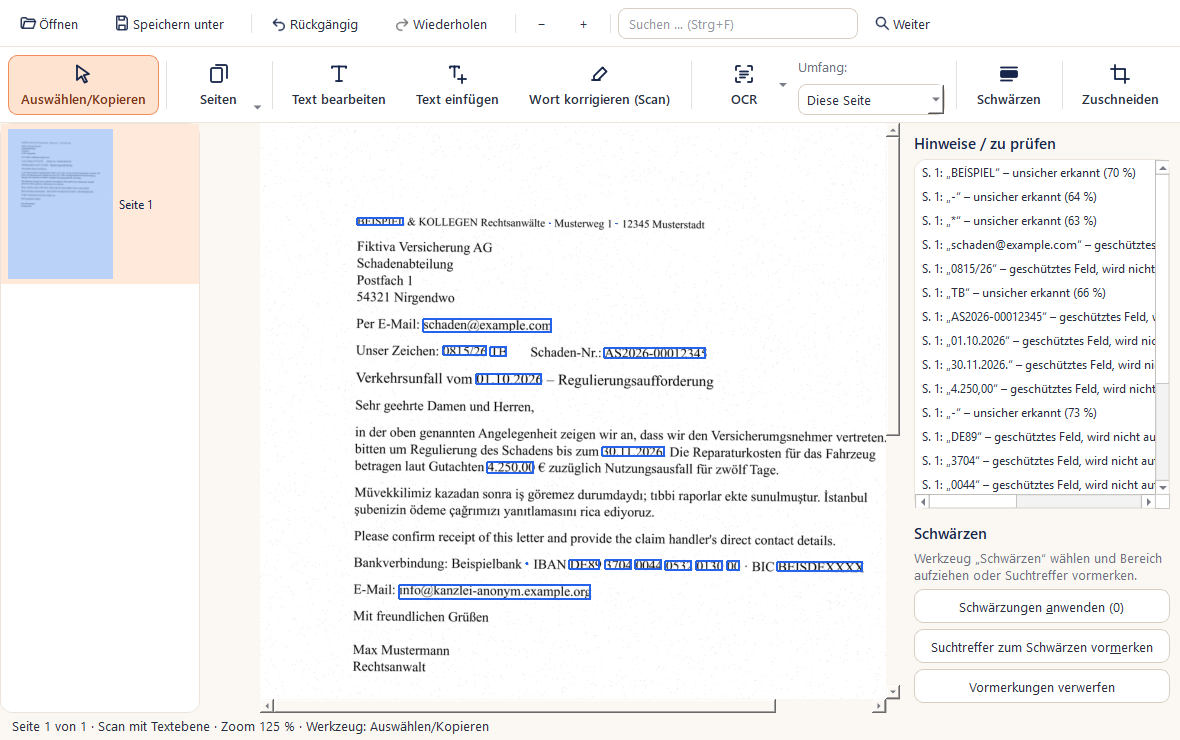 Öffnen
Speichern unter
Rückgängig
Wiederholen
−
+
Suchen ... (Strg+F)
Weiter
Auswählen/Kopieren
Seiten
Text bearbeiten
Text einfügen
Wort korrigieren (Scan)
OCR
Umfang:
Diese Seite
Schwärzen
Zuschneiden
Seite 1
BEISPIEL & KOLLEGEN Rechtsanwälte · Musterweg 1 - 12345 Musterstadt
Fiktiva Versicherung AG
Schadenabteilung
Postfach 1
54321 Nirgendwo
Per E-Mail: schaden@example.com
Unser Zeichen: 0815/26 TB Schaden-Nr.: AS2026-00012345
Verkehrsunfall vom 01.10.2026 – Regulierungsaufforderung
Sehr geehrte Damen und Herren,
in der oben genannten Angelegenheit zeigen wir an, dass wir den Versicherungsnehmer vertreten.
bitten um Regulierung des Schadens bis zum 30.11.2026. Die Reparaturkosten für das Fahrzeug
betragen laut Gutachten 4.250,00 € zuzüglich Nutzungsausfall für zwölf Tage.
Müvekkilimiz kazadan sonra iş göremez durumdaydı; tıbbi raporlar ekte sunulmuştur. İstanbul
şubenizin ödeme çağrımızı yanıtlamasını rica ediyoruz.
Please confirm receipt of this letter and provide the claim handler's direct contact details.
Bankverbindung: Beispielbank • IBAN DE89 3704 0044 0532 0130 00 · BIC BEISDEXXXX
E-Mail: info@kanzlei-anonym.example.org
Mit freundlichen Grüßen
Max Mustermann
Rechtsanwalt
Hinweise / zu prüfen
S. 1: „BEİSPIEL“ – unsicher erkannt (70 %)
S. 1: „-“ – unsicher erkannt (64 %)
S. 1: „*“ – unsicher erkannt (63 %)
S. 1: „schaden@example.com“ – geschütztes
S. 1: „0815/26“ – geschütztes Feld, wird nicht
S. 1: „TB“ – unsicher erkannt (66 %)
S. 1: „AS2026-00012345“ – geschütztes Feld, w
S. 1: „01.10.2026“ – geschütztes Feld, wird nic
S. 1: „30.11.2026.“ – geschütztes Feld, wird ni
S. 1: „4.250,00“ – geschütztes Feld, wird nicht
S. 1: „-“ – unsicher erkannt (73 %)
S. 1: „DE89“ – geschütztes Feld, wird nicht au
S. 1: „3704“ – geschütztes Feld, wird nicht au
S. 1: „0044“ – geschütztes Feld, wird nicht au
Schwärzen
Werkzeug „Schwärzen“ wählen und Bereich
aufziehen oder Suchtreffer vormerken.
Schwärzungen anwenden (0)
Suchtreffer zum Schwärzen vormerken
Vormerkungen verwerfen
Seite 1 von 1 · Scan mit Textebene · Zoom 125 % · Werkzeug: Auswählen/Kopieren